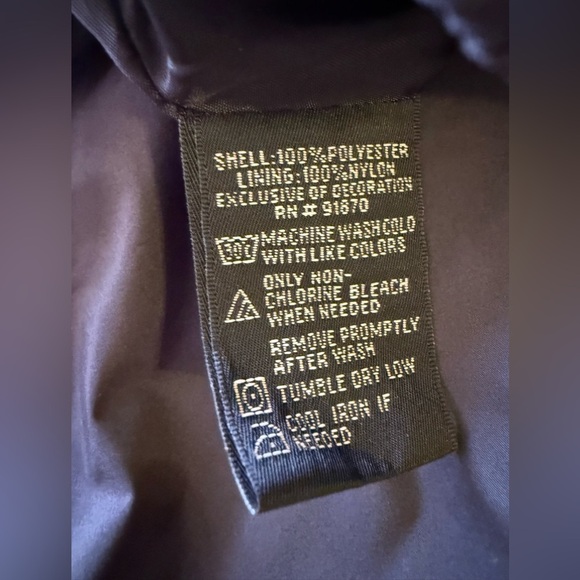 SHELL:100%POLYESTER
LINING:100%NYLON
EXCLUSIVE OF DECORATION
RN # 91870
30
MACHINE WASH COLD
WITH LIKE COLORS
ONLY NON-
CHLORINE BLEACH
WHEN NEEDED
REMOVE PROMPTLY
AFTER WASH
TUMBLE DRY LOW
COOL IRON IF
NEEDED